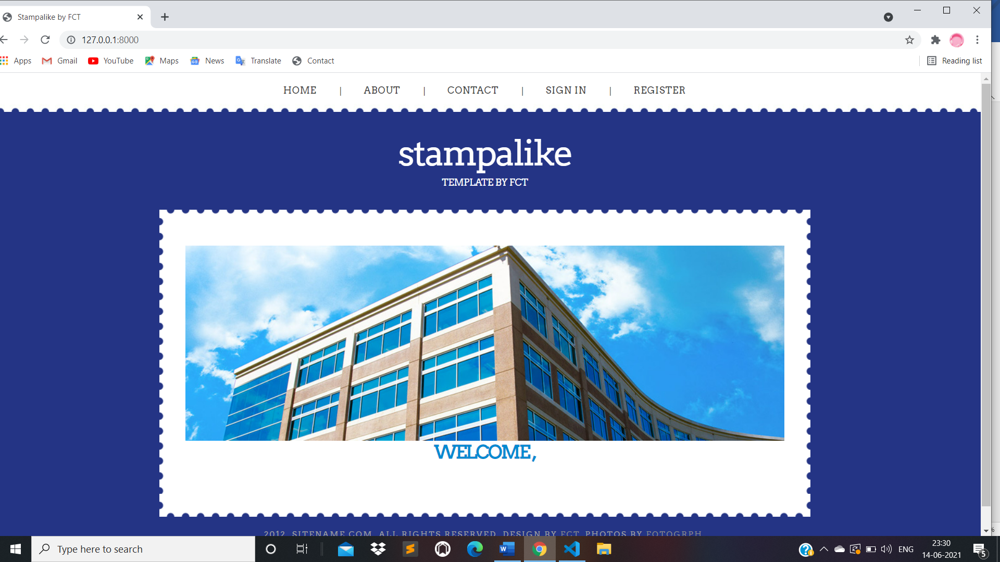 Stampalike by FCT
127.0.0.1:8000
Apps Gmail YouTube Maps News Translate Contact Reading list
HOME | ABOUT | CONTACT | SIGN IN | REGISTER
stampalike
TEMPLATE BY FCT
WELCOME,
2012. SITENAME.COM. ALL RIGHTS RESERVED. DESIGN BY FCT. PHOTOS BY FOTOGRPH
%
Type here to search
ENG
23:30
14-06-2021
5